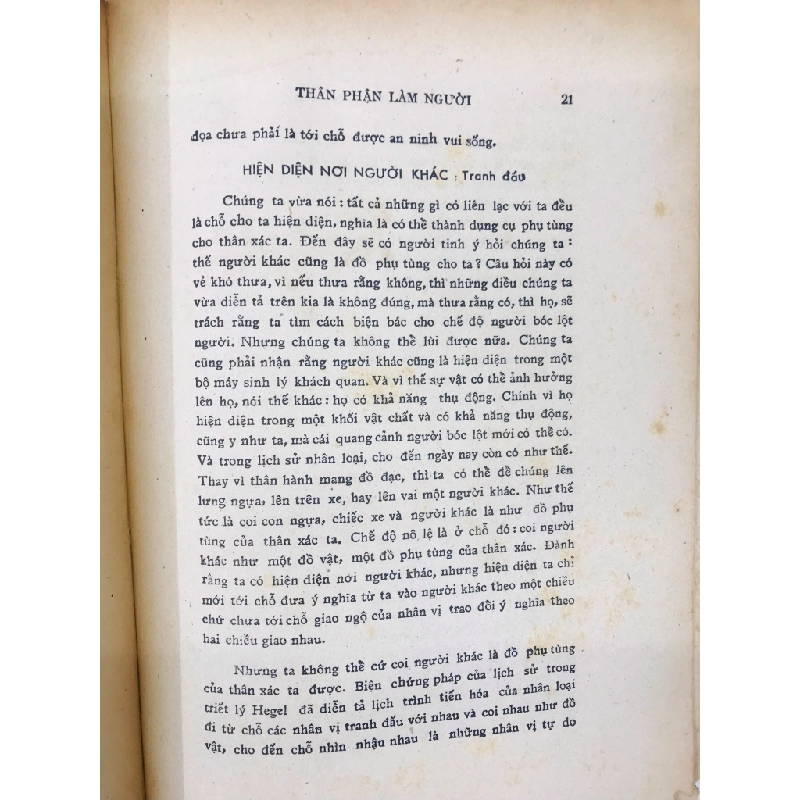 THÂN PHẬN LÀM NGƯỜI 21
dọa chưa phải là tới chỗ được an ninh vui sống.
HIỆN DIỆN NƠI NGƯỜI KHÁC : Tranh đấu
Chúng ta vừa nói : tất cả những gì có liên lạc với ta đều
là chỗ cho ta hiện diện, nghĩa là có thể thành dụng cụ phụ tùng
cho thân xác ta. Đến đây sẽ có người tinh ý hỏi chúng ta :
thế người khác cũng là đồ phụ tùng cho ta ? Câu hỏi này có
vẻ khó thưa, vì nếu thưa rằng không, thì những điều chúng ta
vừa diễn tả trên kia là không đúng, mà thưa rằng có, thì họ, sẽ
trách rằng ta tìm cách biện bác cho chế độ người bóc lột
người. Nhưng chúng ta không thể lùi được nữa. Chúng ta
cũng phải nhận rằng người khác cũng là hiện diện trong một
bộ máy sinh lý khách quan. Và vì thế sự vật có thể ảnh hưởng
lên họ, nói thế khác : họ có khả năng thụ động. Chính vì họ
hiện diện trong một khối vật chất và có khả năng thụ động,
cũng y như ta, mà cái quang cảnh người bóc lột mới có thể có.
Và trong lịch sử nhân loại, cho đến ngày nay còn có như thế.
Thay vì thân hành mang đồ đạc, thì ta có thể để chúng lên
lưng ngựa, lên trên xe, hay lên vai một người khác. Như thế
tức là coi con ngựa, chiếc xe và người khác là như đồ phụ
tùng của thân xác ta. Chế độ nô lệ là ở chỗ đó : coi người
khác như một đồ vật, một đồ phụ tùng của thân xác. Đành
rằng ta có hiện diện nơi người khác, nhưng hiện diện ta chỉ
mới tới chỗ đưa ý nghĩa từ ta vào người khác theo một chiều
chứ chưa tới chỗ giao ngộ của nhân vị trao đổi ý nghĩa theo
hai chiều giao nhau.
Nhưng ta không thể cứ coi người khác là đồ phụ tùng
của thân xác ta được. Biện chứng pháp của lịch sử trong
triết lý Hegel đã diễn tả lịch trình tiến hóa của nhân loại
đi từ chỗ các nhân vị tranh đấu với nhau và coi nhau như đồ
vật, cho đến chỗ nhìn nhậu nhau là những nhân vị tự do